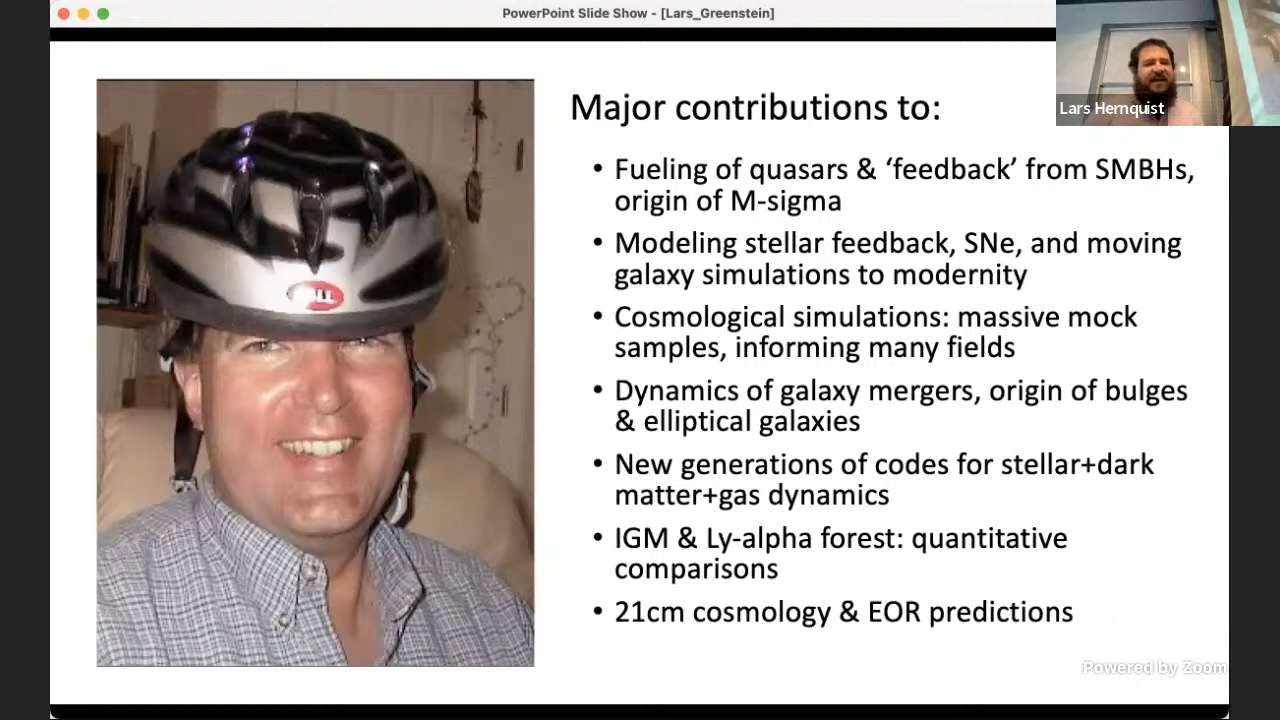 PowerPoint Slide Show - [Lars_Greenstein]
Lars Hernquist
Major contributions to:
• Fueling of quasars & ‘feedback’ from SMBHs,
origin of M-sigma
• Modeling stellar feedback, SNe, and moving
galaxy simulations to modernity
• Cosmological simulations: massive mock
samples, informing many fields
• Dynamics of galaxy mergers, origin of bulges
& elliptical galaxies
• New generations of codes for stellar+dark
matter+gas dynamics
• IGM & Ly-alpha forest: quantitative
comparisons
• 21cm cosmology & EOR predictions
Powered by Zoom